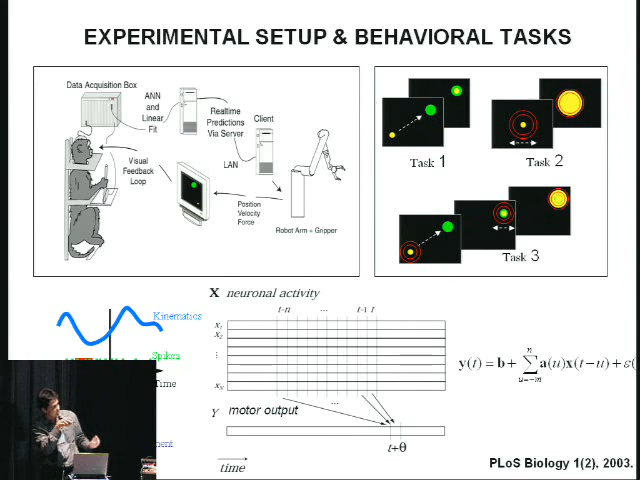 EXPERIMENTAL SETUP & BEHAVIORAL TASKS
Data Acquisition Box
ANN
and
Linear
Fit
Realtime
Predictions
Via Server
Client
LAN
Visual
Feedback
Loop
Position
Velocity
Force
Robot Arm + Gripper
Task 1
Task 2
Task 3
X neuronal activity
t-n ... t-1 t
Kinematics
x₁
x₂
⋮
Spikes
Time
y(t) = b + Σ a(u)x(t−u) + ε(
n
u=−m
...
Y motor output
t+θ
time
PLoS Biology 1(2), 2003.